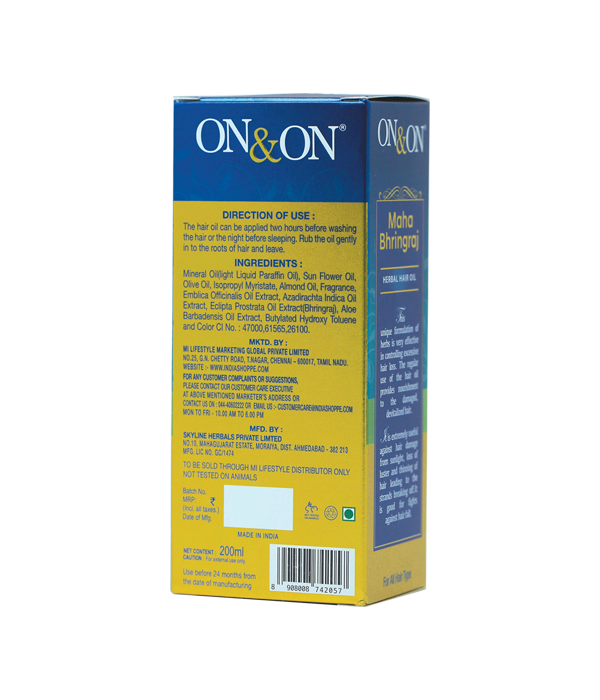 ON&ON®
DIRECTION OF USE :
The hair oil can be applied two hours before washing
the hair or the night before sleeping. Rub the oil gently
in to the roots of hair and leave.
INGREDIENTS :
Mineral Oil(light Liquid Paraffin Oil), Sun Flower Oil,
Olive Oil, Isopropyl Myristate, Almond Oil, Fragrance,
Emblica Officinalis Oil Extract, Azadirachta Indica Oil
Extract, Eclipta Prostrata Oil Extract(Bhringraj), Aloe
Barbadensis Oil Extract, Butylated Hydroxy Toluene
and Color CI No. : 47000,61565,26100.
MKTD. BY :
MI LIFESTYLE MARKETING GLOBAL PRIVATE LIMITED
NO.25, G.N. CHETTY ROAD, T.NAGAR, CHENNAI – 600017, TAMIL NADU.
WEBSITE :- WWW.INDIASHOPPE.COM
FOR ANY CUSTOMER COMPLAINTS OR SUGGESTIONS,
PLEASE CONTACT OUR CUSTOMER CARE EXECUTIVE
AT ABOVE MENTIONED MARKETER'S ADDRESS OR
CONTACT US ON : 044-40602222 OR EMAIL US :- CUSTOMERCARE@INDIASHOPPE.COM
MON TO FRI - 10.00 AM TO 6.00 PM
MFD. BY :
SKYLINE HERBALS PRIVATE LIMTED
NO.10, MAHAGUJARAT ESTATE, MORAIYA, DIST. AHMEDABAD - 382 213
MFG. LIC NO. GC/1474
TO BE SOLD THROUGH MI LIFESTYLE DISTRIBUTOR ONLY
NOT TESTED ON ANIMALS
Batch No.
MRP: ₹
(incl. all taxes.)
Date of Mfg.
MADE IN INDIA
NET CONTENT : 200ml
CAUTION : For external use only.
Use before 24 months from
the date of manufacturing
8 908008 742057
ON&ON
Maha
Bhringraj
HERBAL HAIR OIL
This
unique formulation of
herbs is very effective
in controlling excessive
hair loss. The regular
use of the hair oil
provides nourishment
to the damaged,
devitalized hair.
It is extremely useful
against hair damage
from sunlight, loss of
luster and thinning of
hair leading to the
strands breaking off. It
is good for fights
against hair fall.
For All Hair Type.